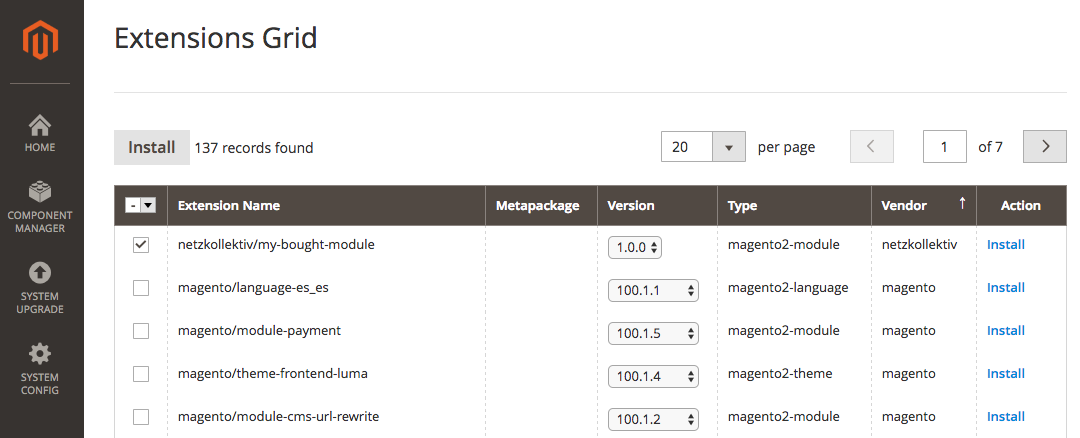 Extensions Grid
HOME
COMPONENT
MANAGER
SYSTEM
UPGRADE
SYSTEM
CONFIG
Install 137 records found 20 per page 1 of 7
- Extension Name Metapackage Version Type Vendor ↑ Action
netzkollektiv/my-bought-module 1.0.0 magento2-module netzkollektiv Install
magento/language-es_es 100.1.1 magento2-language magento Install
magento/module-payment 100.1.5 magento2-module magento Install
magento/theme-frontend-luma 100.1.4 magento2-theme magento Install
magento/module-cms-url-rewrite 100.1.2 magento2-module magento Install